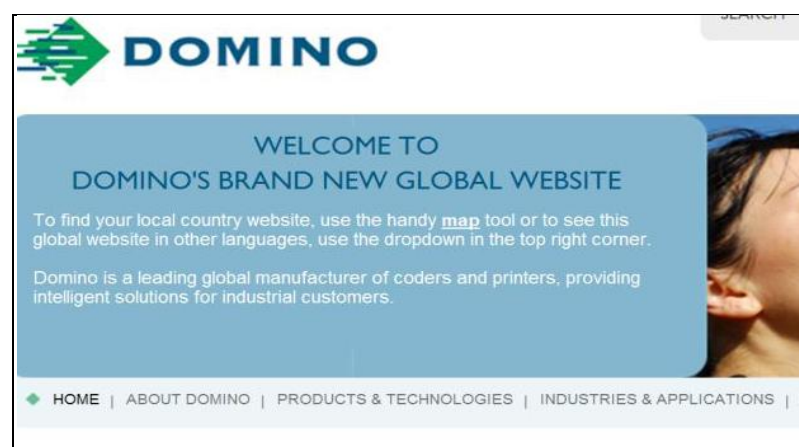 DOMINO
WELCOME TO
DOMINO'S BRAND NEW GLOBAL WEBSITE
To find your local country website, use the handy map tool or to see this
global website in other languages, use the dropdown in the top right corner.
Domino is a leading global manufacturer of coders and printers, providing
intelligent solutions for industrial customers.
HOME | ABOUT DOMINO | PRODUCTS & TECHNOLOGIES | INDUSTRIES & APPLICATIONS |